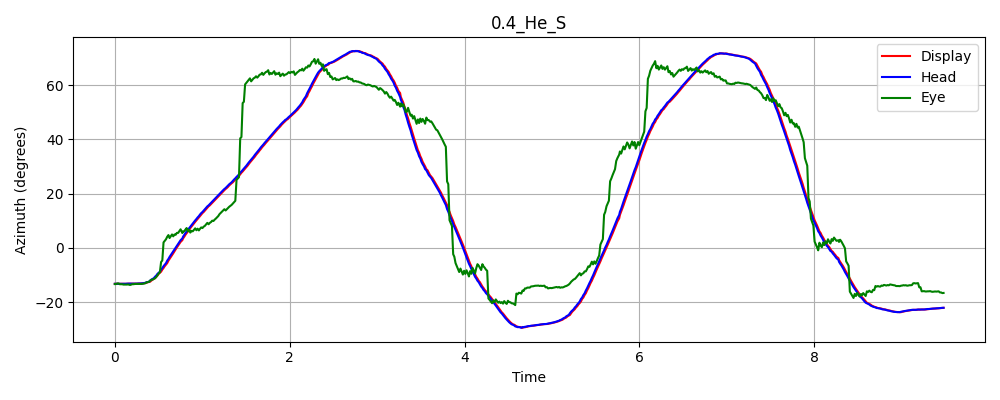 0.4_He_S
Display
Head
Eye
Azimuth (degrees)
60
40
20
0
−20
0 2 4 6 8
Time